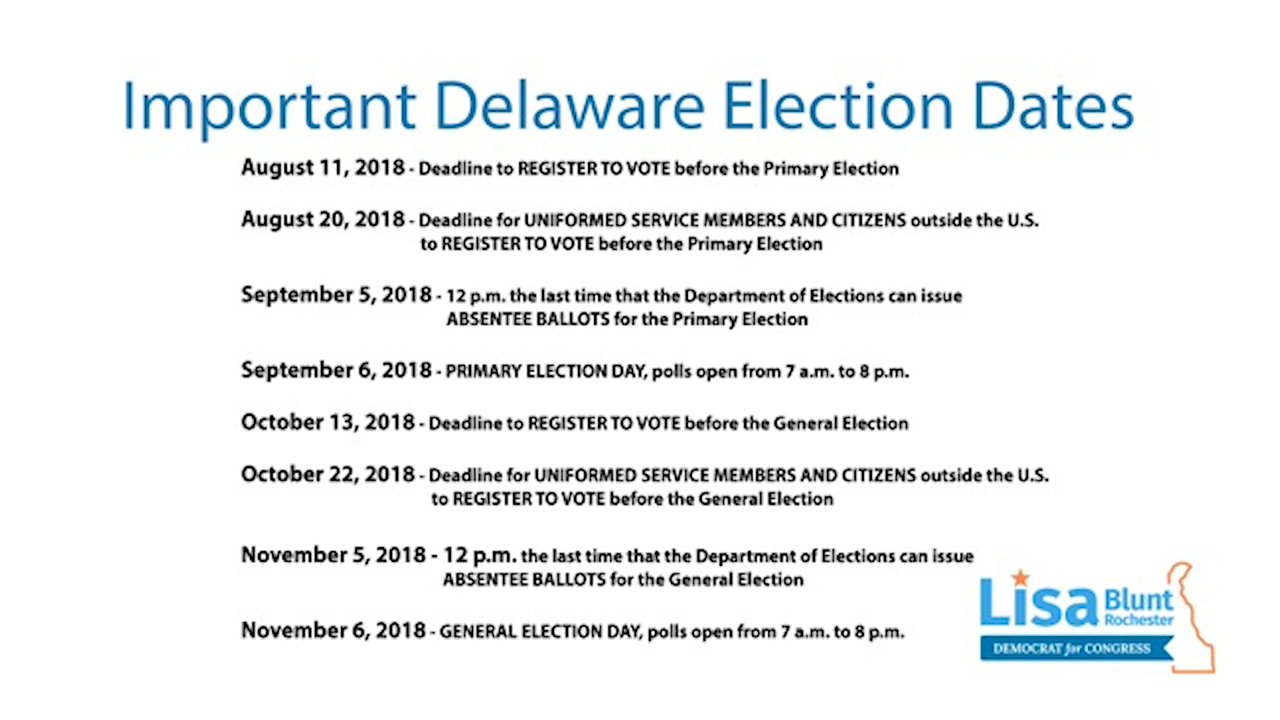 Important Delaware Election Dates
August 11, 2018 - Deadline to REGISTER TO VOTE before the Primary Election
August 20, 2018 - Deadline for UNIFORMED SERVICE MEMBERS AND CITIZENS outside the U.S.
to REGISTER TO VOTE before the Primary Election
September 5, 2018 - 12 p.m. the last time that the Department of Elections can issue
ABSENTEE BALLOTS for the Primary Election
September 6, 2018 - PRIMARY ELECTION DAY, polls open from 7 a.m. to 8 p.m.
October 13, 2018 - Deadline to REGISTER TO VOTE before the General Election
October 22, 2018 - Deadline for UNIFORMED SERVICE MEMBERS AND CITIZENS outside the U.S.
to REGISTER TO VOTE before the General Election
November 5, 2018 - 12 p.m. the last time that the Department of Elections can issue
ABSENTEE BALLOTS for the General Election
November 6, 2018 - GENERAL ELECTION DAY, polls open from 7 a.m. to 8 p.m.
Lisa Blunt
Rochester
DEMOCRAT for CONGRESS